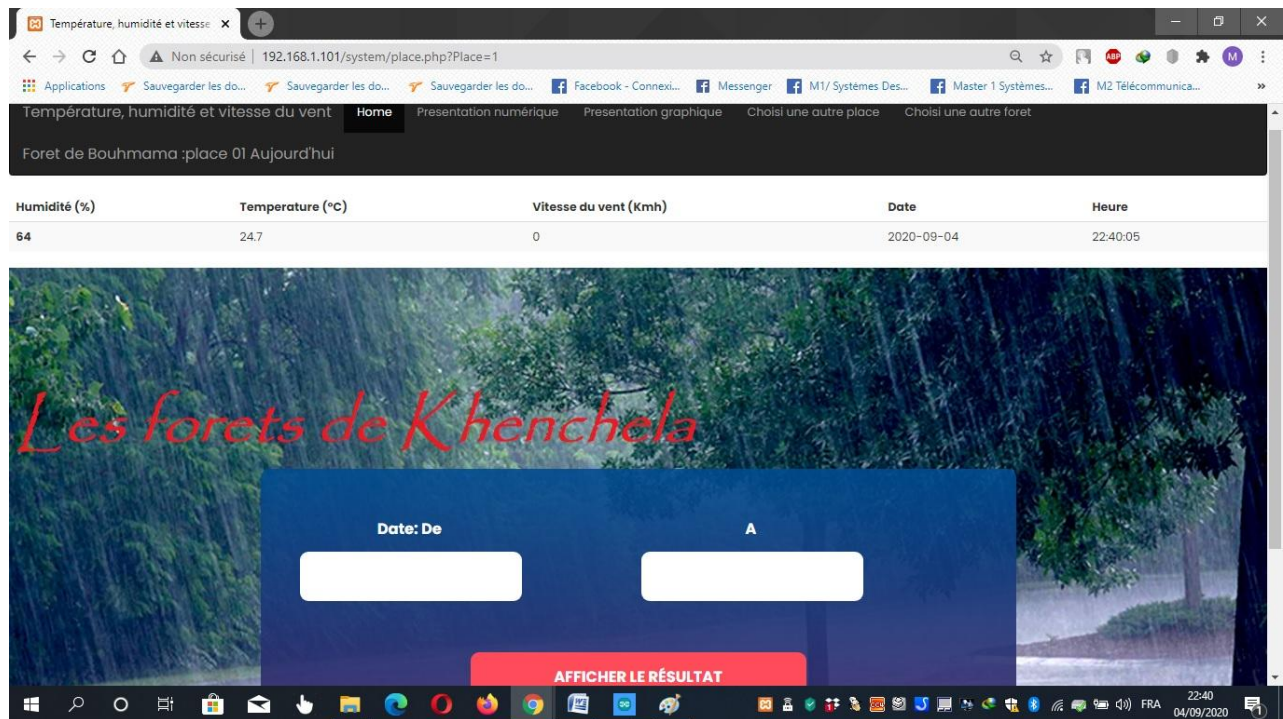 Température, humidité et vitesse
Non sécurisé | 192.168.1.101/system/place.php?Place=1
ABP
M
Applications Sauvegarder les do... Sauvegarder les do... Sauvegarder les do... Facebook - Connexi... Messenger M1/ Systèmes Des... Master 1 Systèmes... M2 Télécommunica... »
Température, humidité et vitesse du vent Home Presentation numérique Presentation graphique Choisi une autre place Choisi une autre foret
Foret de Bouhmama :place 01 Aujourd'hui
Humidité (%) Temperature (°C) Vitesse du vent (Kmh) Date Heure
64 24.7 0 2020-09-04 22:40:05
Les forets de Khenchela
Date: De A
AFFICHER LE RÉSULTAT
FRA 22:40
04/09/2020